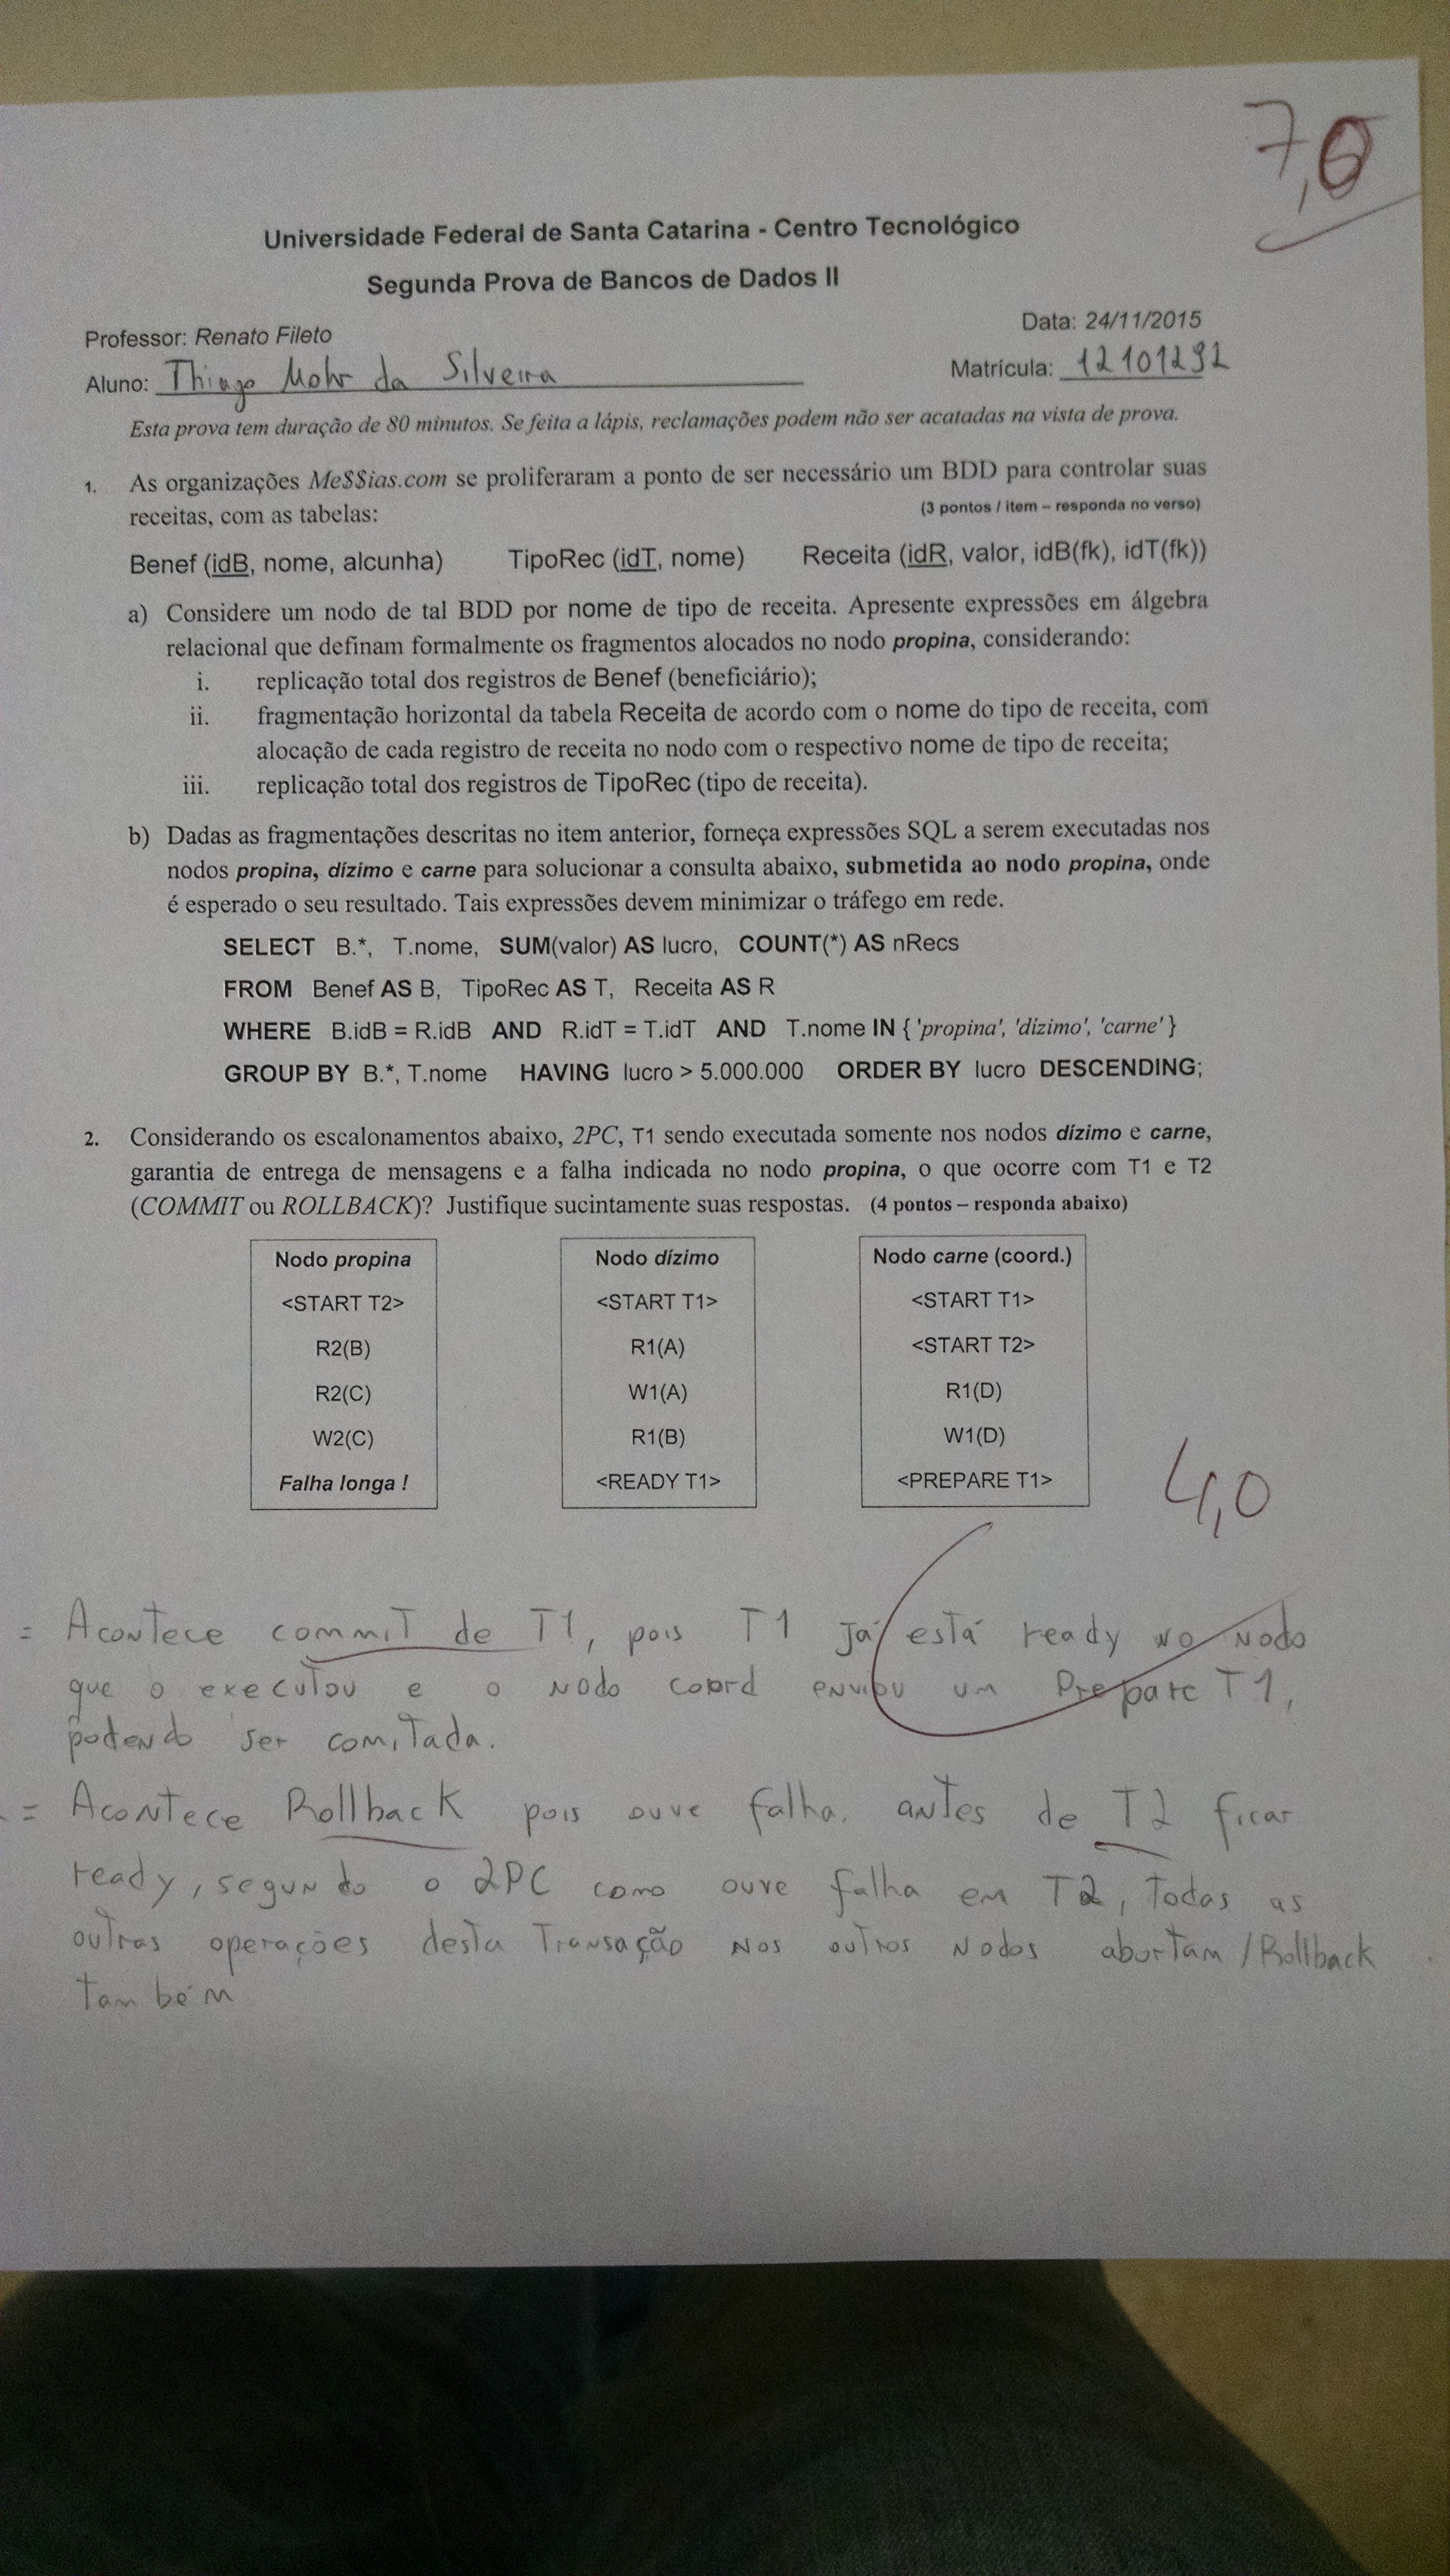 7,0
Universidade Federal de Santa Catarina - Centro Tecnológico
Segunda Prova de Bancos de Dados II
Professor: Renato Fileto Data: 24/11/2015
Aluno: Thiago Mohr da Silveira Matrícula: 12101292
Esta prova tem duração de 80 minutos. Se feita a lápis, reclamações podem não ser acatadas na vista de prova.
1. As organizações Me$$ias.com se proliferaram a ponto de ser necessário um BDD para controlar suas
receitas, com as tabelas: (3 pontos / item – responda no verso)
Benef (idB, nome, alcunha) TipoRec (idT, nome) Receita (idR, valor, idB(fk), idT(fk))
a) Considere um nodo de tal BDD por nome de tipo de receita. Apresente expressões em álgebra
relacional que definam formalmente os fragmentos alocados no nodo propina, considerando:
i. replicação total dos registros de Benef (beneficiário);
ii. fragmentação horizontal da tabela Receita de acordo com o nome do tipo de receita, com
alocação de cada registro de receita no nodo com o respectivo nome de tipo de receita;
iii. replicação total dos registros de TipoRec (tipo de receita).
b) Dadas as fragmentações descritas no item anterior, forneça expressões SQL a serem executadas nos
nodos propina, dízimo e carne para solucionar a consulta abaixo, submetida ao nodo propina, onde
é esperado o seu resultado. Tais expressões devem minimizar o tráfego em rede.
SELECT B.*, T.nome, SUM(valor) AS lucro, COUNT(*) AS nRecs
FROM Benef AS B, TipoRec AS T, Receita AS R
WHERE B.idB = R.idB AND R.idT = T.idT AND T.nome IN { 'propina', 'dízimo', 'carne' }
GROUP BY B.*, T.nome HAVING lucro > 5.000.000 ORDER BY lucro DESCENDING;
2. Considerando os escalonamentos abaixo, 2PC, T1 sendo executada somente nos nodos dízimo e carne,
garantia de entrega de mensagens e a falha indicada no nodo propina, o que ocorre com T1 e T2
(COMMIT ou ROLLBACK)? Justifique sucintamente suas respostas. (4 pontos – responda abaixo)
Nodo propina Nodo dízimo Nodo carne (coord.)
<START T2> <START T1> <START T1>
R2(B) R1(A) <START T2>
R2(C) W1(A) R1(D)
W2(C) R1(B) W1(D)
Falha longa ! <READY T1> <PREPARE T1>
4,0
= Acontece commit de T1, pois T1 já está ready no nodo
que o executou e o nodo coord enviou um Prepare T1,
podendo ser comitada.
= Acontece Rollback pois ouve falha. antes de T2 ficar
ready, segundo o 2PC como ouve falha em T2, todas as
outras operações desta Transação nos outros nodos abortam/Rollback
também